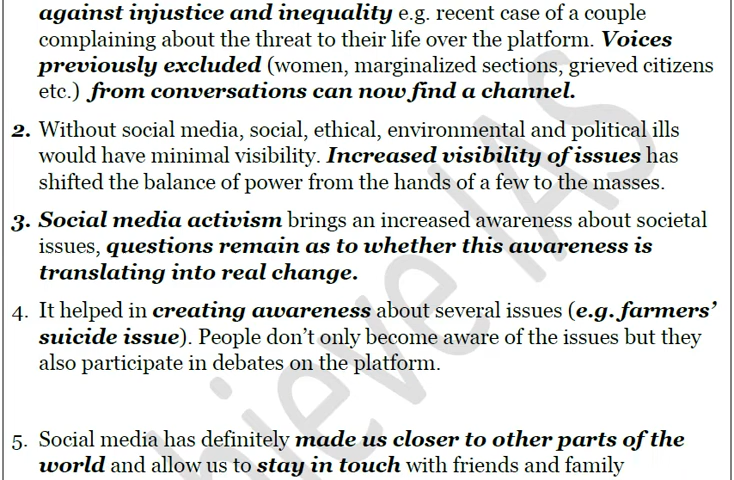 against injustice and inequality e.g. recent case of a couple
complaining about the threat to their life over the platform. Voices
previously excluded (women, marginalized sections, grieved citizens
etc.) from conversations can now find a channel.
2. Without social media, social, ethical, environmental and political ills
would have minimal visibility. Increased visibility of issues has
shifted the balance of power from the hands of a few to the masses.
3. Social media activism brings an increased awareness about societal
issues, questions remain as to whether this awareness is
translating into real change.
4. It helped in creating awareness about several issues (e.g. farmers’
suicide issue). People don’t only become aware of the issues but they
also participate in debates on the platform.
5. Social media has definitely made us closer to other parts of the
world and allow us to stay in touch with friends and family
hieve IAS